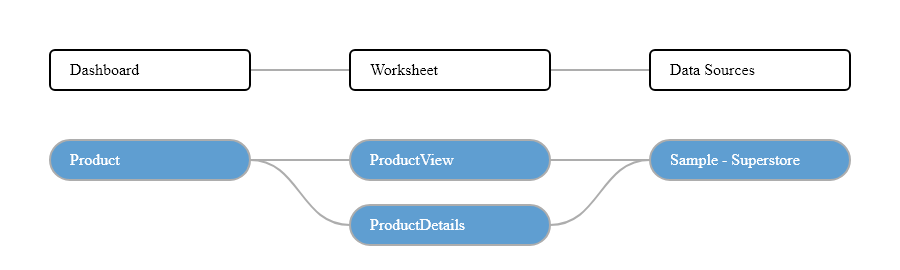 Dashboard
Worksheet
Data Sources
Product
ProductView
Sample - Superstore
ProductDetails